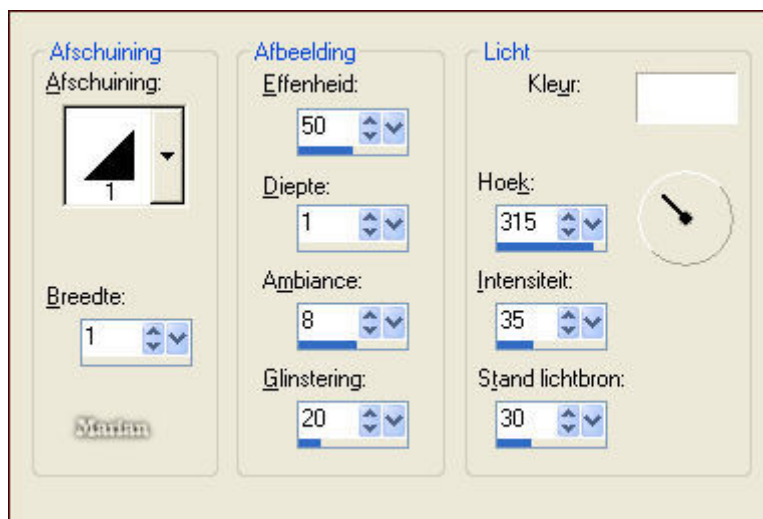 Afschuining
Afschuining:
1
Breedte:
1
Marian
Afbeelding
Effenheid:
50
Diepte:
1
Ambiance:
8
Glinstering:
20
Licht
Kleur:
Hoek:
315
Intensiteit:
35
Stand lichtbron:
30